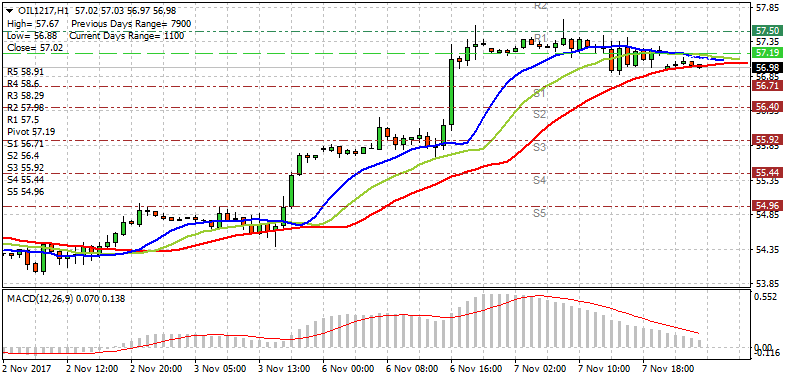 OIL1217,H1 57.02 57.03 56.97 56.98
High= 57.67 Previous Days Range= 7900
Low= 56.88 Current Days Range= 1100
Close= 57.02
R5 58.91
R4 58.6
R3 58.29
R2 57.98
R1 57.5
Pivot 57.19
S1 56.71
S2 56.4
S3 55.92
S4 55.44
S5 54.96
R2
R1
S1
S2
S3
S4
S5
57.85
57.50
57.35
57.19
56.98
56.85
56.71
56.40
55.92
55.44
55.35
54.96
54.85
54.35
53.85
MACD(12,26,9) 0.070 0.138
0.552
0.00
-0.116
2 Nov 2017
2 Nov 12:00
2 Nov 20:00
3 Nov 05:00
3 Nov 13:00
6 Nov 00:00
6 Nov 08:00
6 Nov 16:00
7 Nov 02:00
7 Nov 10:00
7 Nov 18:00